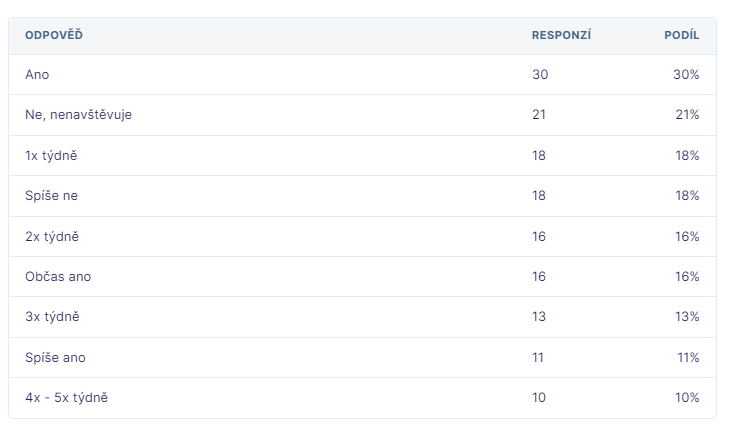 ODPOVĚĎ RESPONZÍ PODÍL
Ano 30 30%
Ne, nenavštěvuje 21 21%
1x týdně 18 18%
Spíše ne 18 18%
2x týdně 16 16%
Občas ano 16 16%
3x týdně 13 13%
Spíše ano 11 11%
4x - 5x týdně 10 10%